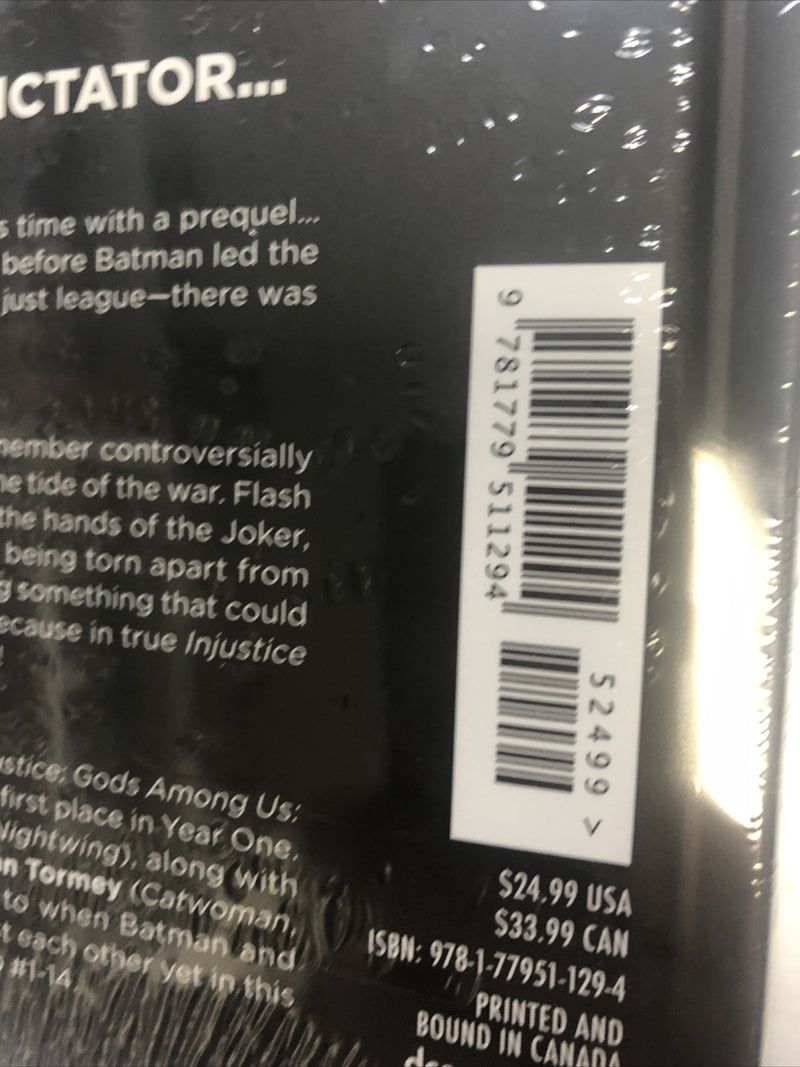 ICTATOR...
s time with a prequel...
before Batman led the
just league—there was
member controversially
he tide of the war. Flash
the hands of the Joker,
being torn apart from
g something that could
ecause in true Injustice
!
ustice: Gods Among Us:
first place in Year One.
Nightwing), along with
n Tormey (Catwoman,
to when Batman and
t each other yet in this
#1-14.
9 781779 511294
52499 >
$24.99 USA
$33.99 CAN
ISBN: 978-1-77951-129-4
PRINTED AND
BOUND IN CANADA